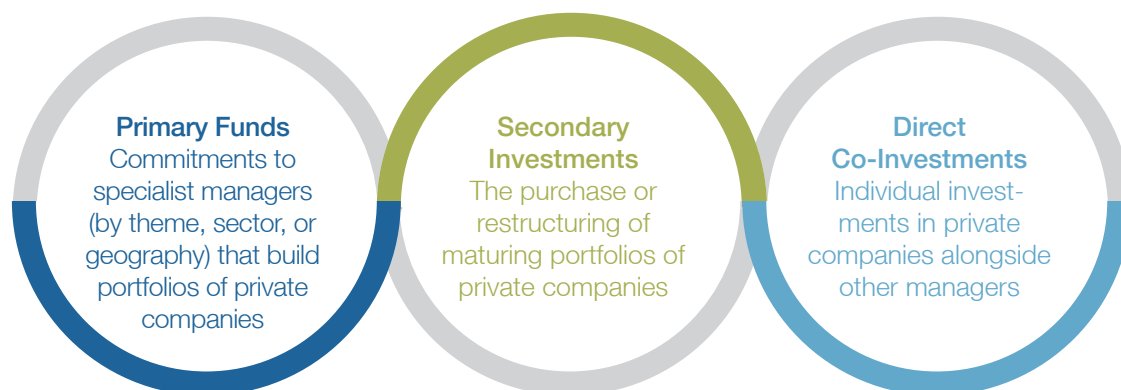 Primary Funds
Commitments to
specialist managers
(by theme, sector, or
geography) that build
portfolios of private
companies
Secondary
Investments
The purchase or
restructuring of
maturing portfolios of
private companies
Direct
Co-Investments
Individual invest-
ments in private
companies alongside
other managers